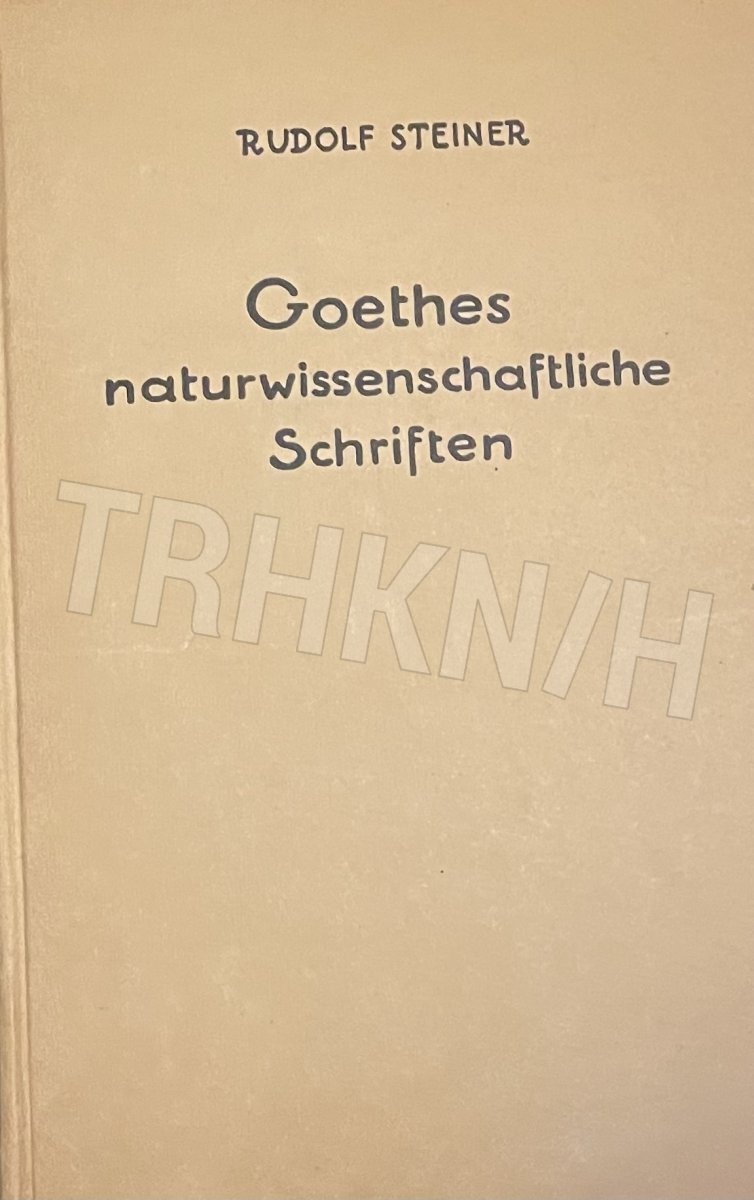 RUDOLF STEINER
Goethes
naturwissenschaftliche
Schriften
TRHKN/H